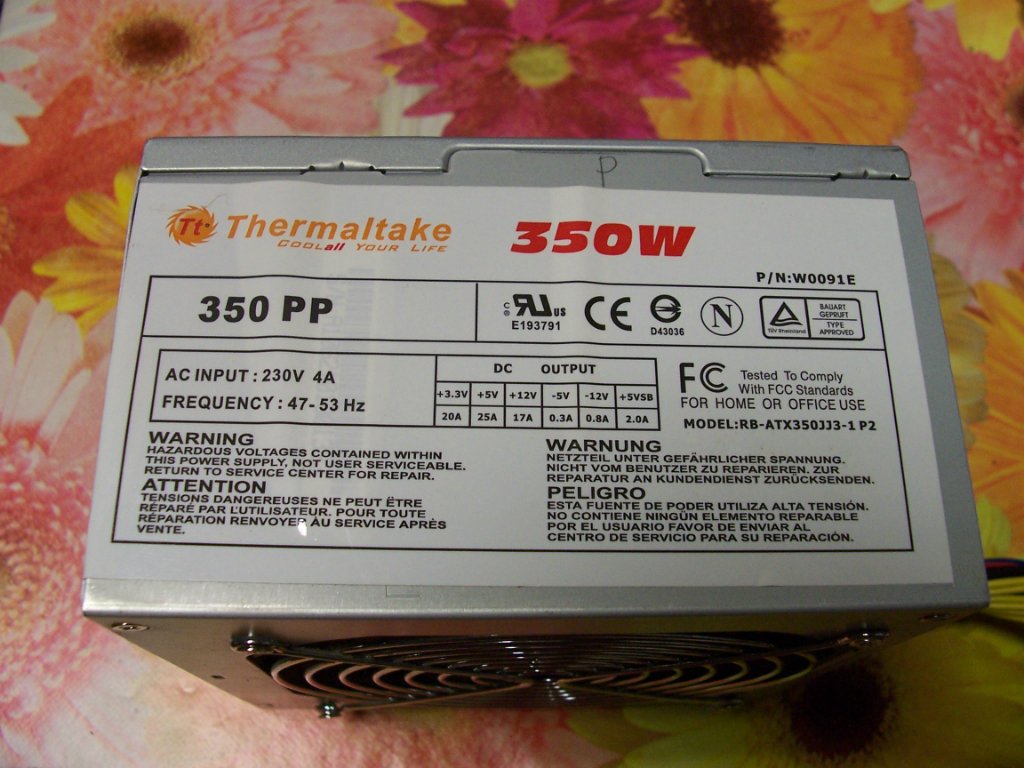 P
Tt Thermaltake
COOLall YOUR LIFE
350W
P/N:W0091E
350 PP
C ® RU US
E193791
CE
D43036
N
TÜV Rheinland
BAUART
GEPRÜFT
TYPE
APPROVED
AC INPUT : 230V 4A
FREQUENCY : 47- 53 Hz
DC OUTPUT
+3.3V +5V +12V -5V -12V +5VSB
20A 25A 17A 0.3A 0.8A 2.0A
FC Tested To Comply
With FCC Standards
FOR HOME OR OFFICE USE
MODEL:RB-ATX350JJ3-1 P2
WARNING
HAZARDOUS VOLTAGES CONTAINED WITHIN
THIS POWER SUPPLY, NOT USER SERVICEABLE.
RETURN TO SERVICE CENTER FOR REPAIR.
ATTENTION
TENSIONS DANGEREUSES NE PEUT ËTRE
RÉPARÉ PAR L'UTILISATEUR. POUR TOUTE
RÉPARATION RENVOYER AU SERVICE APRÈS
VENTE.
WARNUNG
NETZTEIL UNTER GEFÄHRLICHER SPANNUNG.
NICHT VOM BENUTZER ZU REPARIEREN. ZUR
REPARATUR AN KUNDENDIENST ZURÜCKSENDEN.
PELIGRO
ESTA FUENTE DE PODER UTILIZA ALTA TENSIÓN.
NO CONTIENE NINGÚN ELEMENTO REPARABLE
POR EL USUARIO FAVOR DE ENVIAR AL
CENTRO DE SERVICIO PARA SU REPARACIÓN.